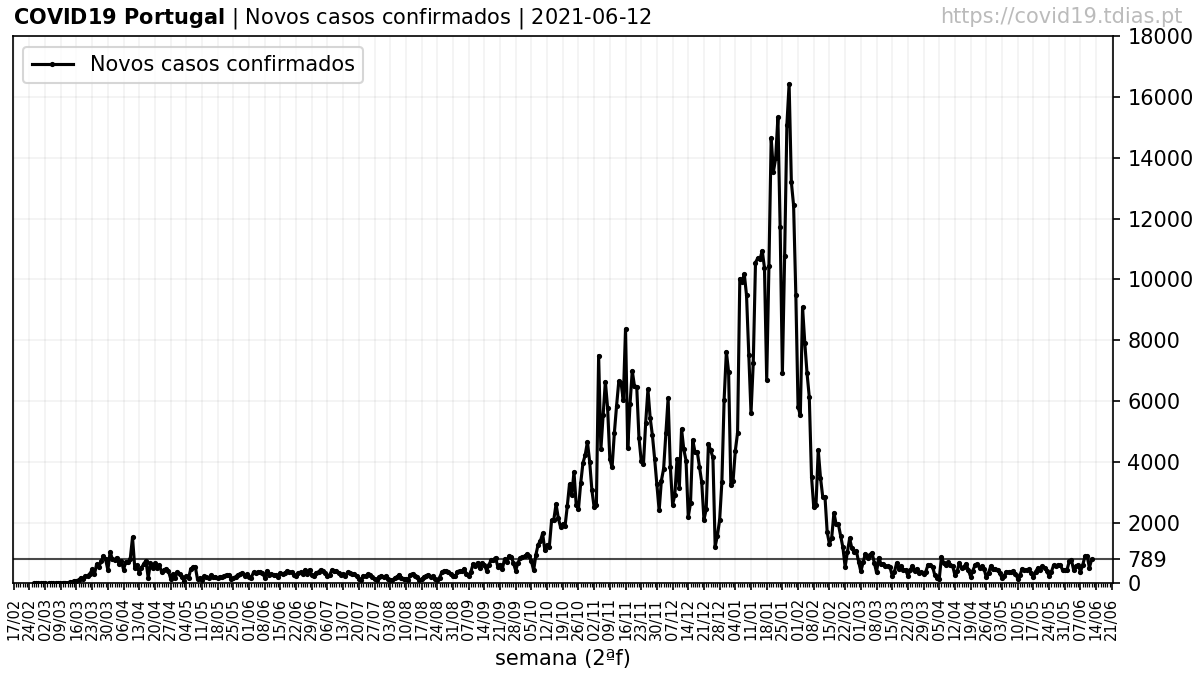 COVID19 Portugal | Novos casos confirmados | 2021-06-12
https://covid19.tdias.pt
Novos casos confirmados
18000
16000
14000
12000
10000
8000
6000
4000
2000
789
0
17/02 24/02 02/03 09/03 16/03 23/03 30/03 06/04 13/04 20/04 27/04 04/05 11/05 18/05 25/05 01/06 08/06 15/06 22/06 29/06 06/07 13/07 20/07 27/07 03/08 10/08 17/08 24/08 31/08 07/09 14/09 21/09 28/09 05/10 12/10 19/10 26/10 02/11 09/11 16/11 23/11 30/11 07/12 14/12 21/12 28/12 04/01 11/01 18/01 25/01 01/02 08/02 15/02 22/02 01/03 08/03 15/03 22/03 29/03 05/04 12/04 19/04 26/04 03/05 10/05 17/05 24/05 31/05 07/06 14/06 21/06
semana (2ªf)